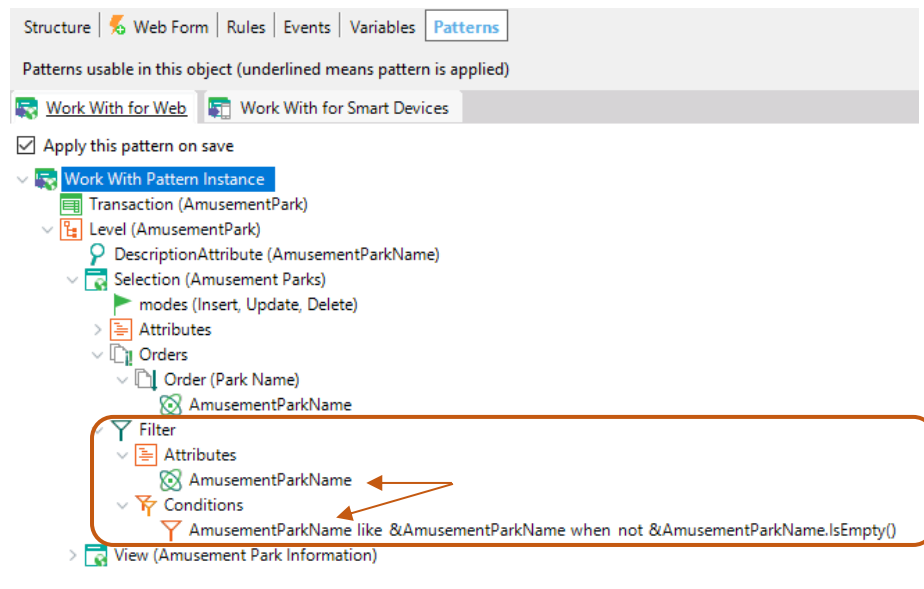 Structure Web Form Rules Events Variables Patterns
Patterns usable in this object (underlined means pattern is applied)
Work With for Web Work With for Smart Devices
Apply this pattern on save
Work With Pattern Instance
Transaction (AmusementPark)
Level (AmusementPark)
DescriptionAttribute (AmusementParkName)
Selection (Amusement Parks)
modes (Insert, Update, Delete)
Attributes
Orders
Order (Park Name)
AmusementParkName
Filter
Attributes
AmusementParkName
Conditions
AmusementParkName like &AmusementParkName when not &AmusementParkName.IsEmpty()
View (Amusement Park Information)